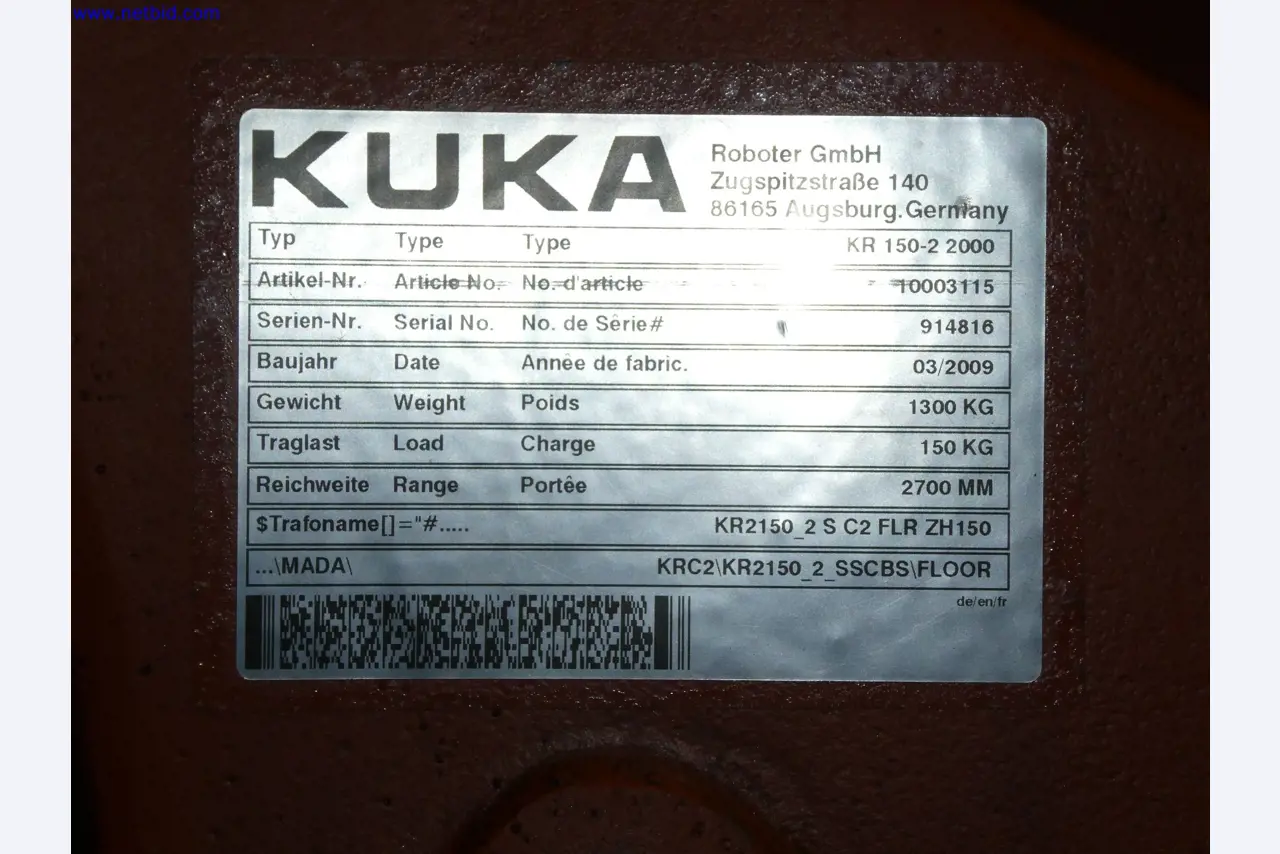 www.netbid.com
KUKA
Roboter GmbH
Zugspitzstraße 140
86165 Augsburg.Germany
Typ Type Type KR 150-2 2000
Artikel-Nr. Article No. No. d'article 10003115
Serien-Nr. Serial No. No. de Sêrie# 914816
Baujahr Date Annêe de fabric. 03/2009
Gewicht Weight Poids 1300 KG
Traglast Load Charge 150 KG
Reichweite Range Portêe 2700 MM
$Trafoname[]="#..... KR2150_2 S C2 FLR ZH150
...\MADA\ KRC2\KR2150_2_SSCBS\FLOOR
de/en/fr